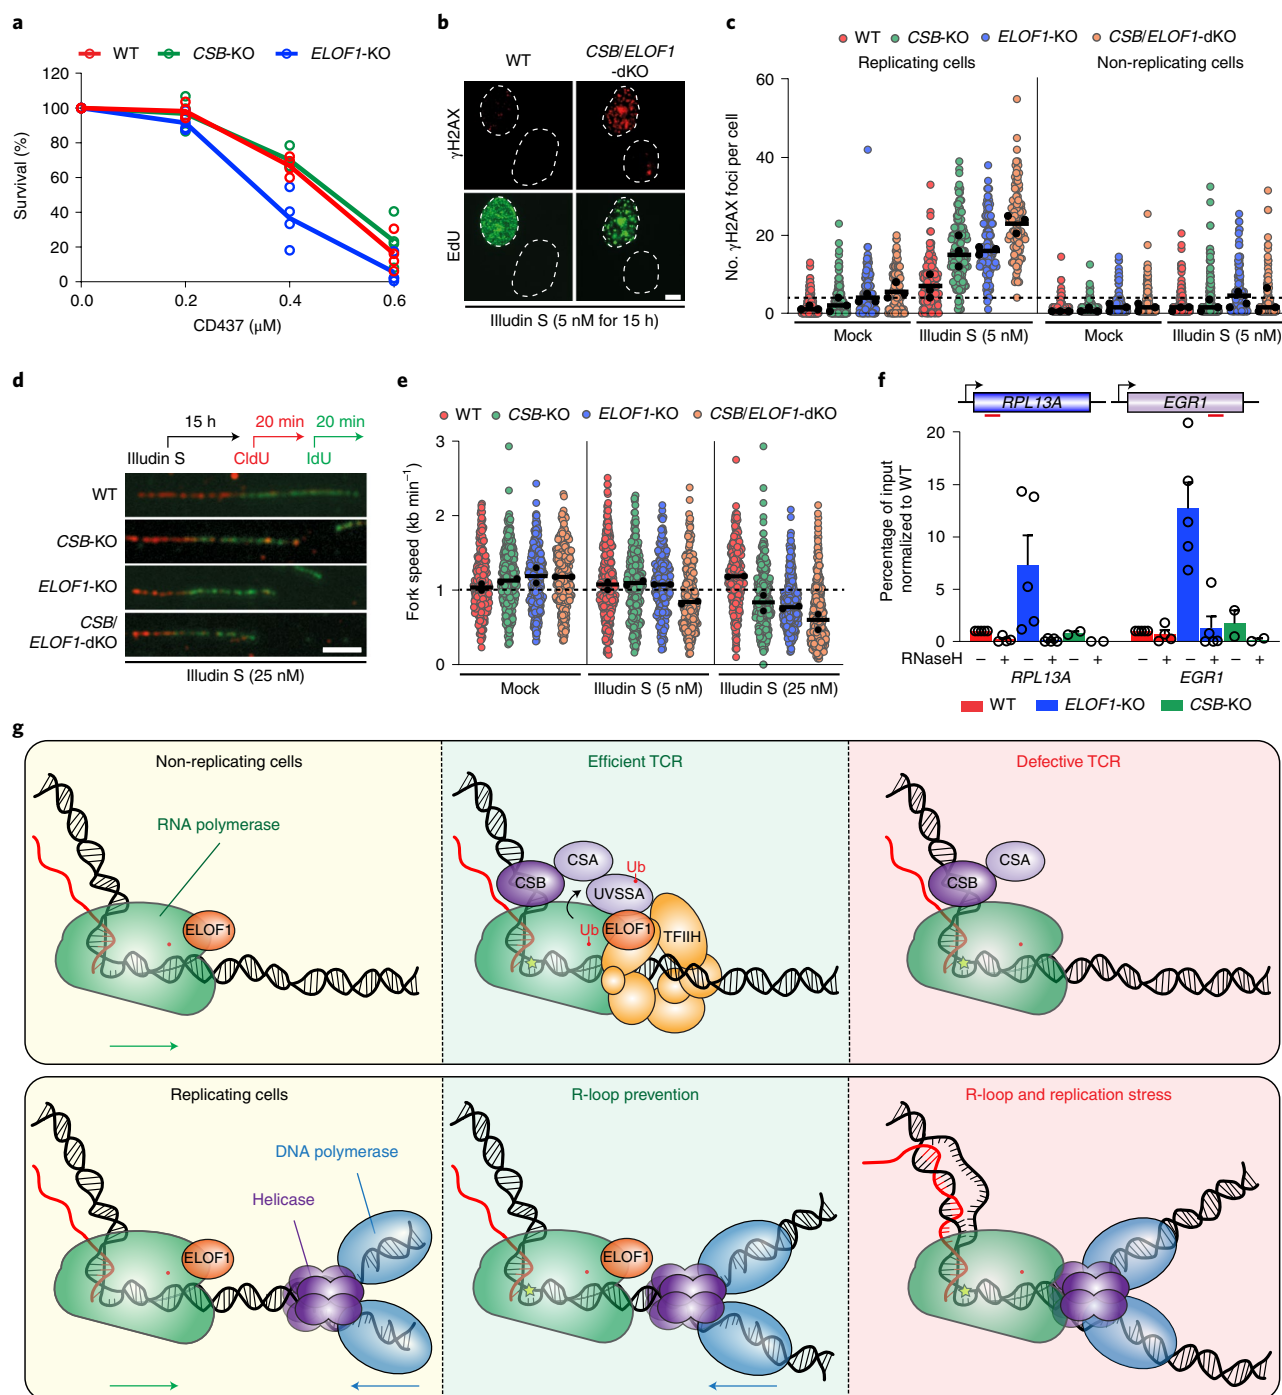 a
WT CSB-KO ELOF1-KO
Survival (%)
120
100
80
60
40
20
0
0.0 0.2 0.4 0.6
CD437 (μM)
b
WT CSB/ELOF1
-dKO
γH2AX
EdU
Illudin S (5 nM for 15 h)
c
WT CSB-KO ELOF1-KO CSB/ELOF1-dKO
Replicating cells Non-replicating cells
No. γH2AX foci per cell
60
40
20
0
Mock Illudin S (5 nM) Mock Illudin S (5 nM)
d
15 h 20 min 20 min
Illudin S CldU IdU
WT
CSB-KO
ELOF1-KO
CSB/
ELOF1-dKO
Illudin S (25 nM)
e
WT CSB-KO ELOF1-KO CSB/ELOF1-dKO
Fork speed (kb min⁻¹)
3
2
1
0
Mock Illudin S (5 nM) Illudin S (25 nM)
f
RPL13A EGR1
Percentage of input
normalized to WT
20
15
10
5
0
RNaseH − + − + − + − + − + − +
RPL13A EGR1
WT ELOF1-KO CSB-KO
g
Non-replicating cells
RNA polymerase
ELOF1
Efficient TCR
CSB
CSA
Ub
UVSSA
Ub
ELOF1
TFIIH
Defective TCR
CSA
CSB
Replicating cells
DNA polymerase
Helicase
ELOF1
R-loop prevention
ELOF1
R-loop and replication stress